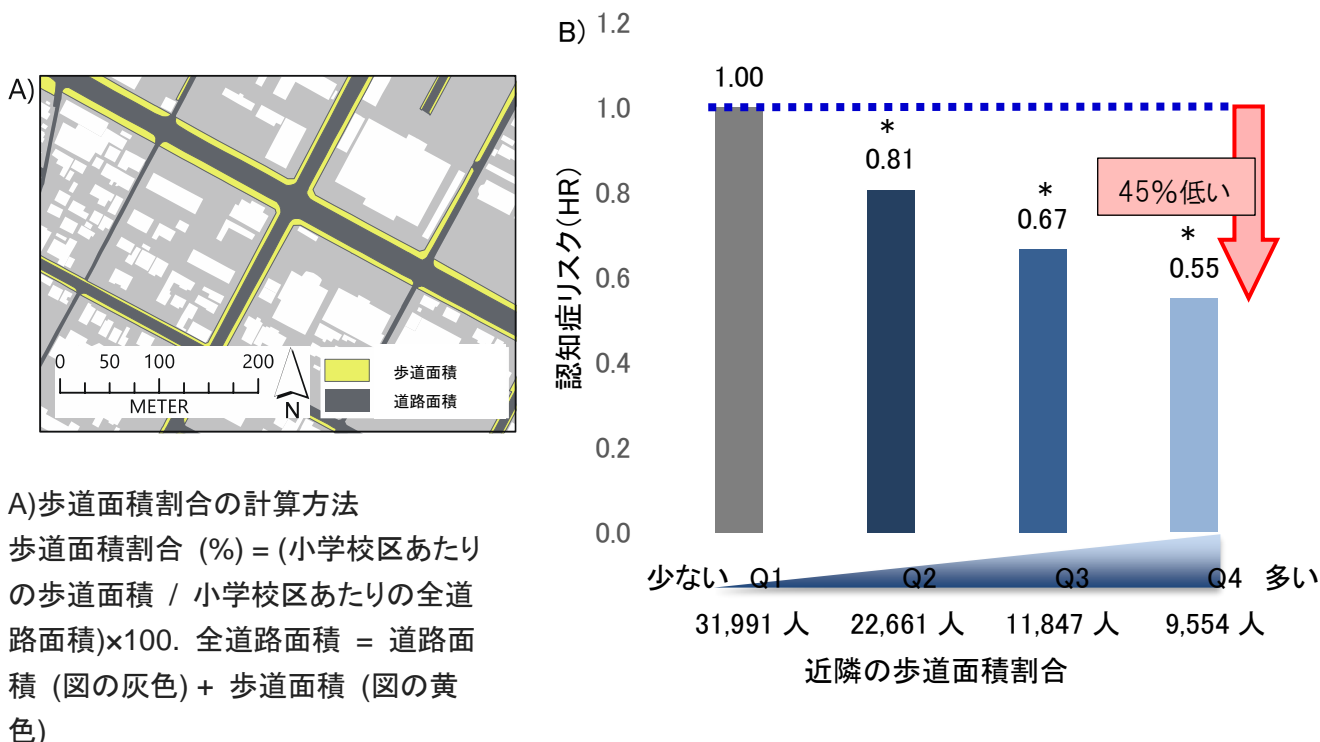 A)
0 50 100 200
METER
N
歩道面積
道路面積
A)歩道面積割合の計算方法
歩道面積割合 (%) = (小学校区あたり
の歩道面積 / 小学校区あたりの全道
路面積)×100. 全道路面積 = 道路面
積 (図の灰色) + 歩道面積 (図の黄
色)
B)
認知症リスク(HR)
1.2
1.0
0.8
0.6
0.4
0.2
0.0
1.00
*
0.81
*
0.67
*
0.55
45%低い
少ない Q1 Q2 Q3 Q4 多い
31,991 人 22,661 人 11,847 人 9,554 人
近隣の歩道面積割合